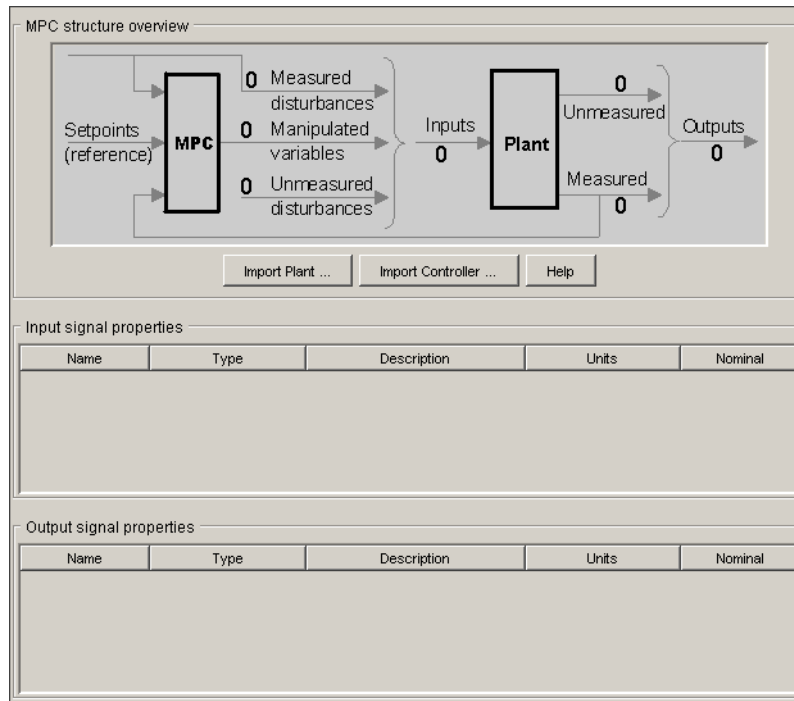 MPC structure overview
0 Measured
disturbances
Setpoints
(reference)
MPC
0 Manipulated
variables
0 Unmeasured
disturbances
Inputs
0
Plant
0
Unmeasured
Measured
0
Outputs
0
Import Plant ...
Import Controller ...
Help
Input signal properties
Name Type Description Units Nominal
Output signal properties
Name Type Description Units Nominal